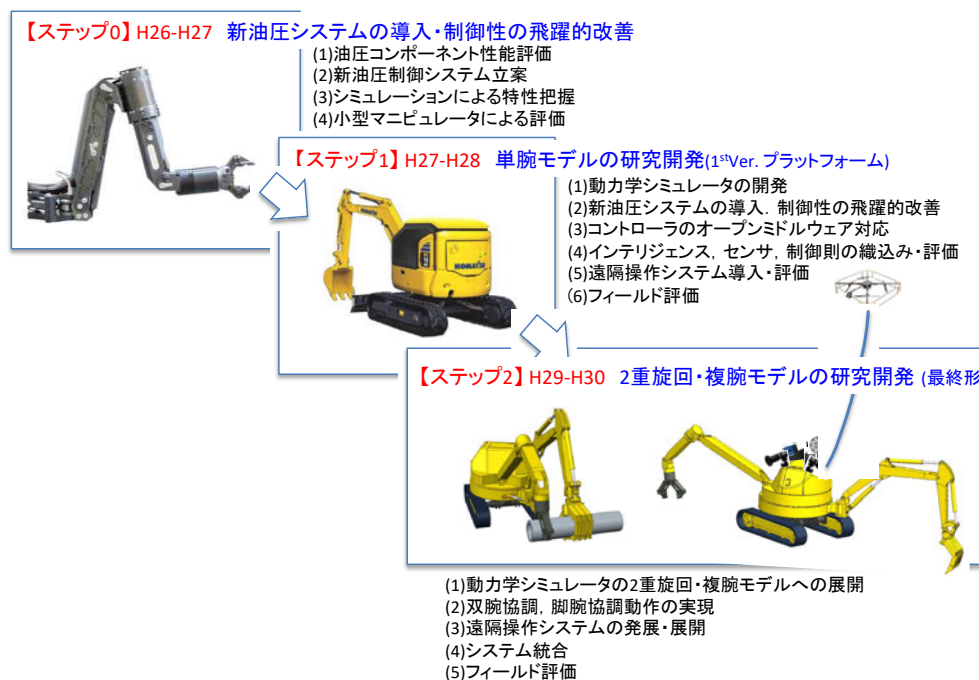 【ステップ0】 H26-H27 新油圧システムの導入・制御性の飛躍的改善
(1)油圧コンポーネント性能評価
(2)新油圧制御システム立案
(3)シミュレーションによる特性把握
(4)小型マニピュレータによる評価
【ステップ1】 H27-H28 単腕モデルの研究開発(1stVer. プラットフォーム)
(1)動力学シミュレータの開発
(2)新油圧システムの導入. 制御性の飛躍的改善
(3)コントローラのオープンミドルウェア対応
(4)インテリジェンス, センサ, 制御則の織込み・評価
(5)遠隔操作システム導入・評価
(6)フィールド評価
KOMATSU
【ステップ2】 H29-H30 2重旋回・複腕モデルの研究開発 (最終形
(1)動力学シミュレータの2重旋回・複腕モデルへの展開
(2)双腕協調, 脚腕協調動作の実現
(3)遠隔操作システムの発展・展開
(4)システム統合
(5)フィールド評価